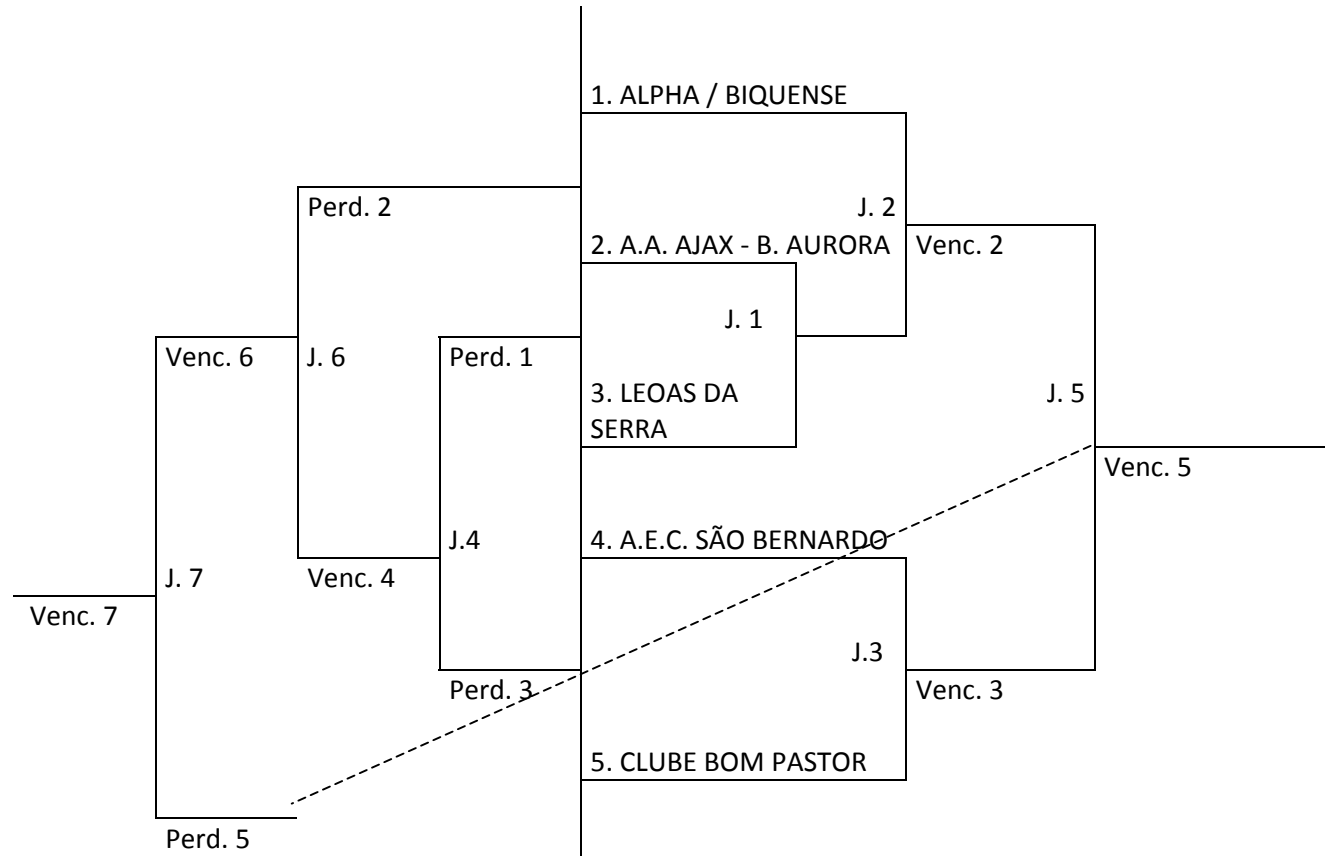 1. ALPHA / BIQUENSE
Perd. 2
J. 2
2. A.A. AJAX - B. AURORA
Venc. 2
J. 1
Venc. 6
J. 6
Perd. 1
3. LEOAS DA
SERRA
J. 5
Venc. 5
J.4
4. A.E.C. SÃO BERNARDO
J. 7
Venc. 4
Venc. 7
J.3
Perd. 3
Venc. 3
5. CLUBE BOM PASTOR
Perd. 5